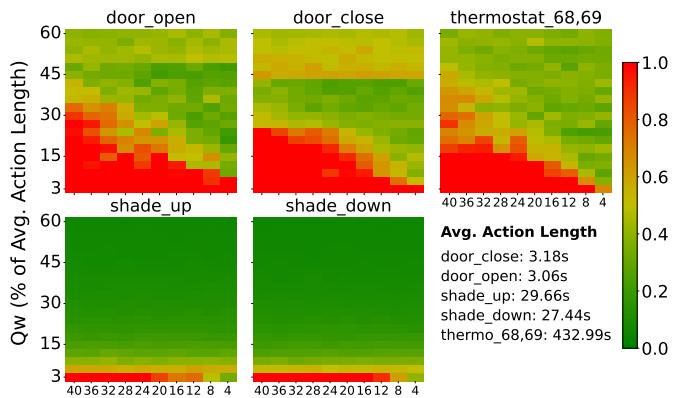 door_open
door_close
thermostat_68,69
Qw (% of Avg. Action Length)
60
45
30
15
3
40 36 32 28 24 20 16 12 8 4
1.0
0.8
0.6
0.4
0.2
0.0
shade_up
shade_down
60
45
30
15
3
40 36 32 28 24 20 16 12 8 4
40 36 32 28 24 20 16 12 8 4
Avg. Action Length
door_close: 3.18s
door_open: 3.06s
shade_up: 29.66s
shade_down: 27.44s
thermo_68,69: 432.99s